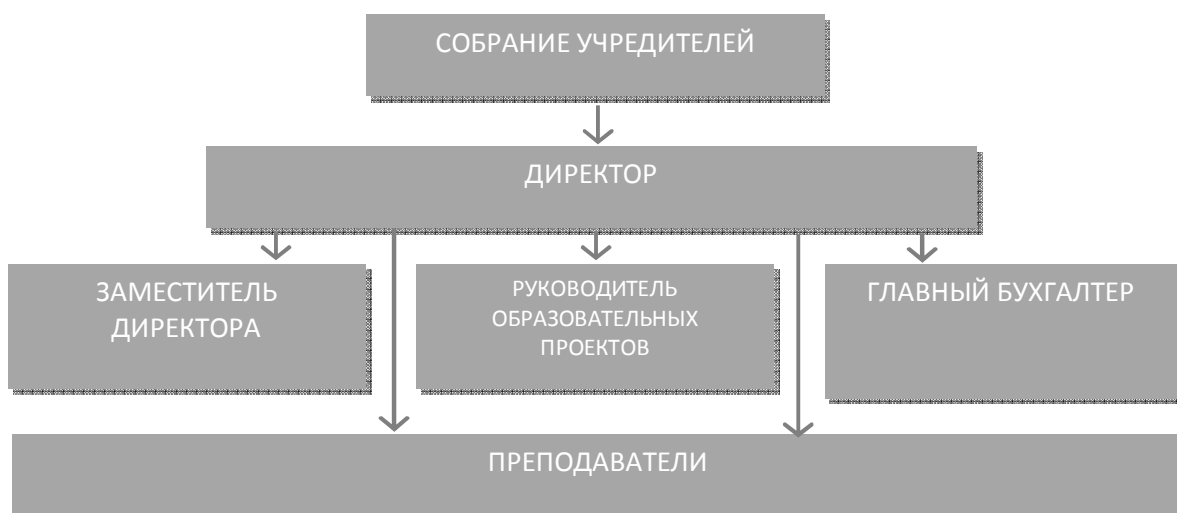 СОБРАНИЕ УЧРЕДИТЕЛЕЙ
ДИРЕКТОР
ЗАМЕСТИТЕЛЬ
ДИРЕКТОРА
РУКОВОДИТЕЛЬ
ОБРАЗОВАТЕЛЬНЫХ
ПРОЕКТОВ
ГЛАВНЫЙ БУХГАЛТЕР
ПРЕПОДАВАТЕЛИ